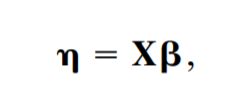 η = Xβ,